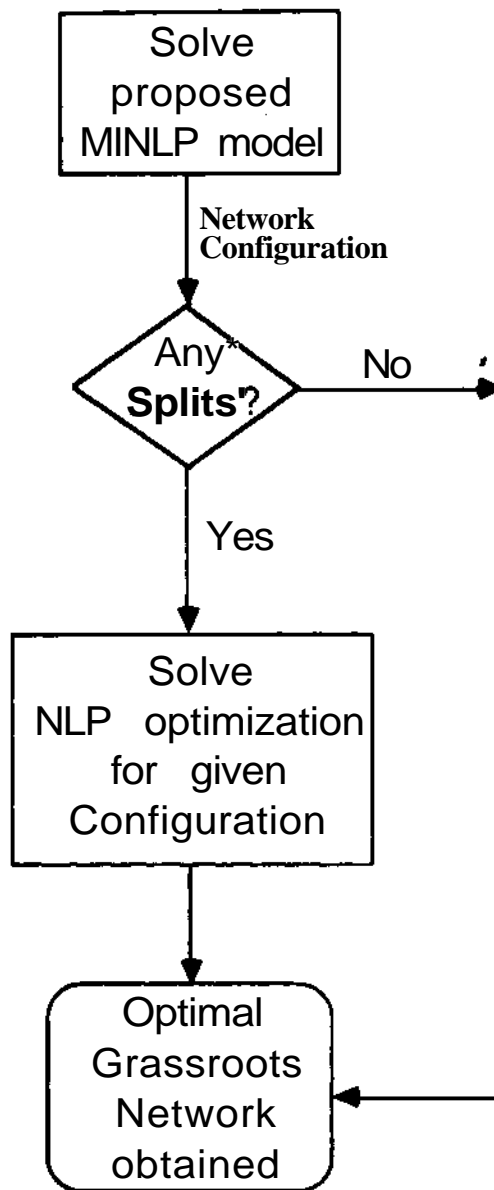 Solve
proposed
MINLP model
Network
Configuration
Any*
Splits'?
No
Yes
Solve
NLP optimization
for given
Configuration
Optimal
Grassroots
Network
obtained